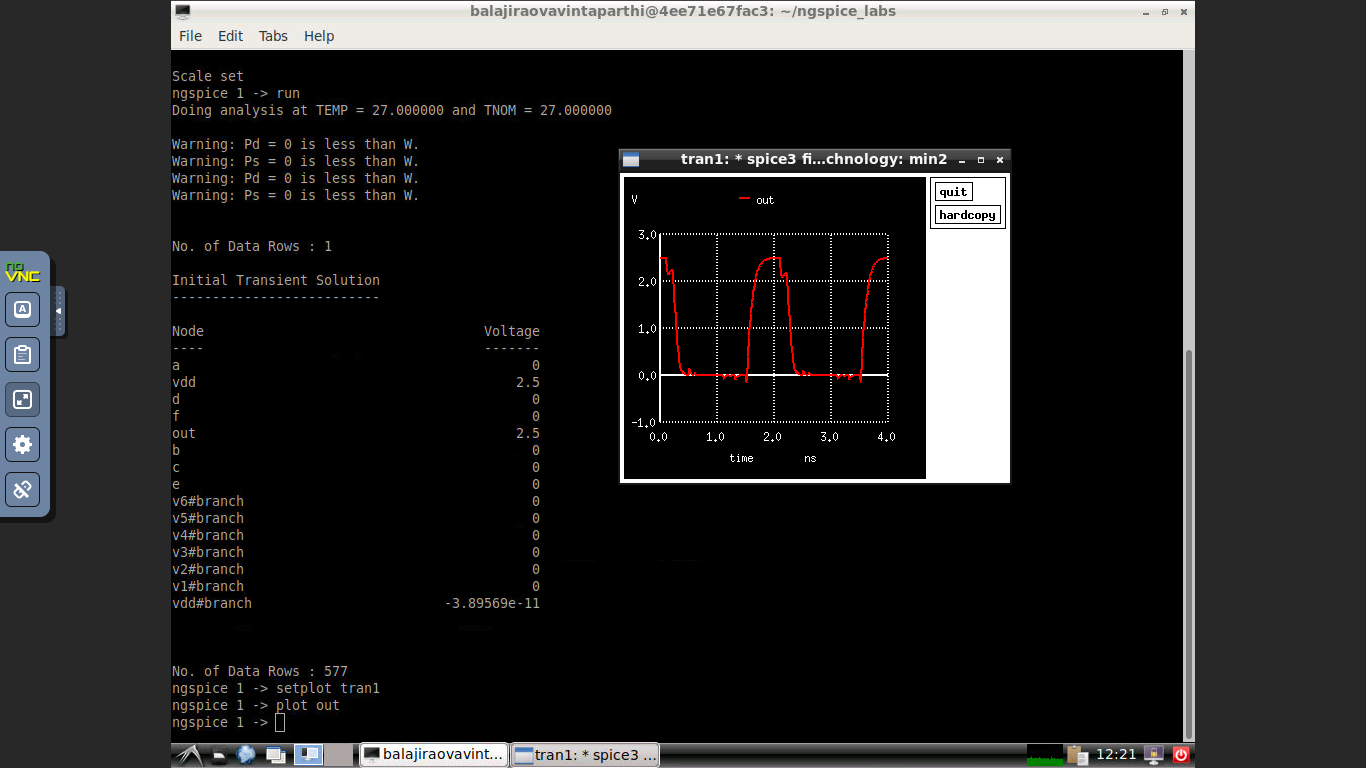 balajiraovavintaparthi@4ee71e67fac3: ~/ngspice_labs
File Edit Tabs Help
Scale set
ngspice 1 -> run
Doing analysis at TEMP = 27.000000 and TNOM = 27.000000
Warning: Pd = 0 is less than W.
Warning: Ps = 0 is less than W.
Warning: Pd = 0 is less than W.
Warning: Ps = 0 is less than W.
No. of Data Rows : 1
Initial Transient Solution
--------------------------
Node Voltage
---- -------
a 0
vdd 2.5
d 0
f 0
out 2.5
b 0
c 0
e 0
v6#branch 0
v5#branch 0
v4#branch 0
v3#branch 0
v2#branch 0
v1#branch 0
vdd#branch -3.89569e-11
No. of Data Rows : 577
ngspice 1 -> setplot tran1
ngspice 1 -> plot out
ngspice 1 ->
tran1: * spice3 fi...chnology: min2
quit
hardcopy
V
out
3.0
2.0
1.0
0.0
-1.0
0.0 1.0 2.0 3.0 4.0
time ns
no
VNC
A
balajiraovavint...
tran1: * spice3 ...
12:21